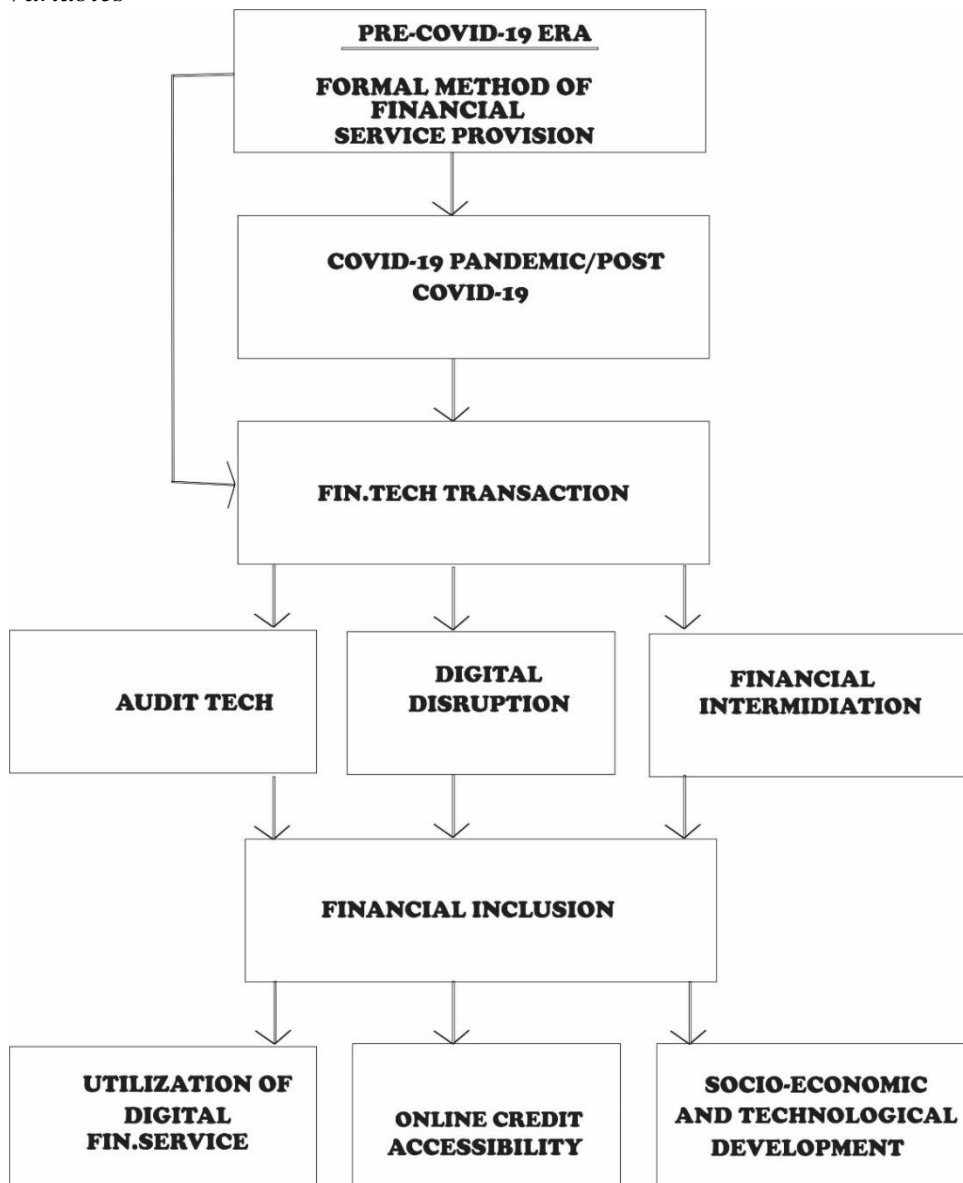 variables
PRE-COVID-19 ERA
FORMAL METHOD OF
FINANCIAL
SERVICE PROVISION
COVID-19 PANDEMIC/POST
COVID-19
FIN.TECH TRANSACTION
AUDIT TECH
DIGITAL
DISRUPTION
FINANCIAL
INTERMIDIATION
FINANCIAL INCLUSION
UTILIZATION OF
DIGITAL
FIN.SERVICE
ONLINE CREDIT
ACCESSIBILITY
SOCIO-ECONOMIC
AND TECHNOLOGICAL
DEVELOPMENT